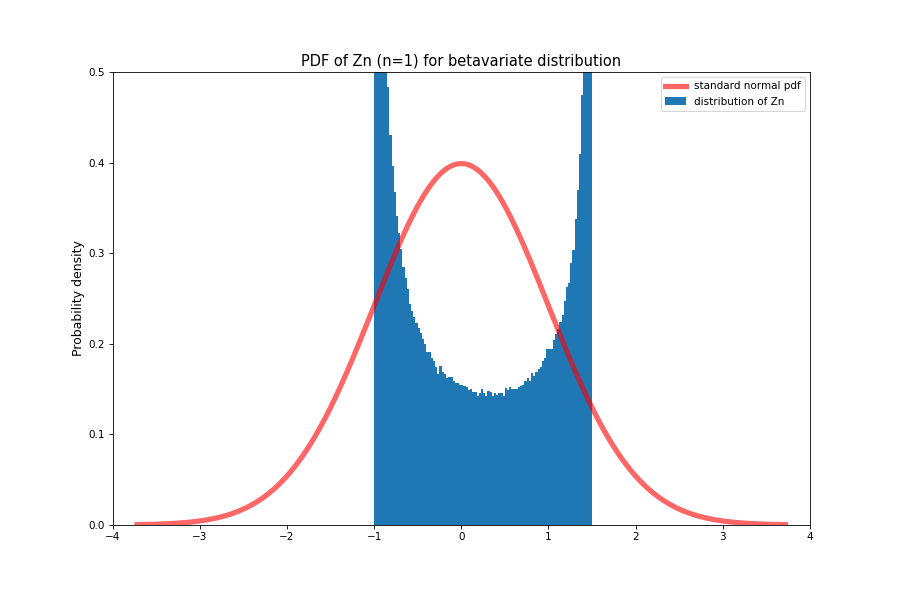 PDF of Zn (n=1) for betavariate distribution
standard normal pdf
distribution of Zn
Probability density
0.5
0.4
0.3
0.2
0.1
0.0
−4 −3 −2 −1 0 1 2 3 4